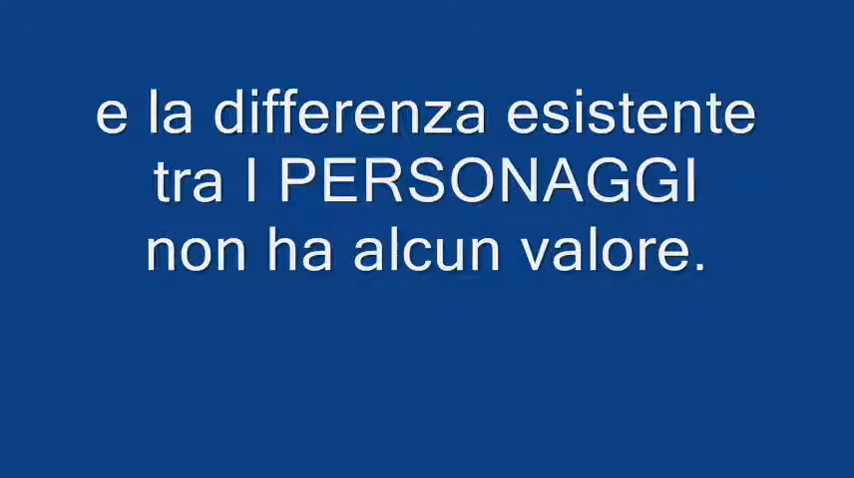 e la differenza esistente
tra I PERSONAGGI
non ha alcun valore.